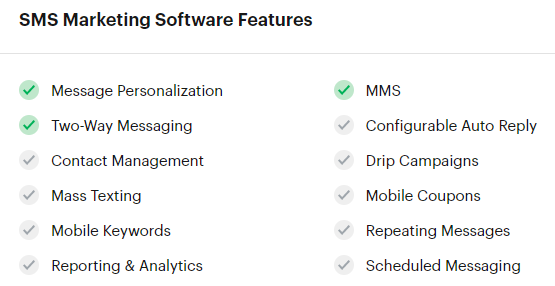 SMS Marketing Software Features
Message Personalization
MMS
Two-Way Messaging
Configurable Auto Reply
Contact Management
Drip Campaigns
Mass Texting
Mobile Coupons
Mobile Keywords
Repeating Messages
Reporting & Analytics
Scheduled Messaging